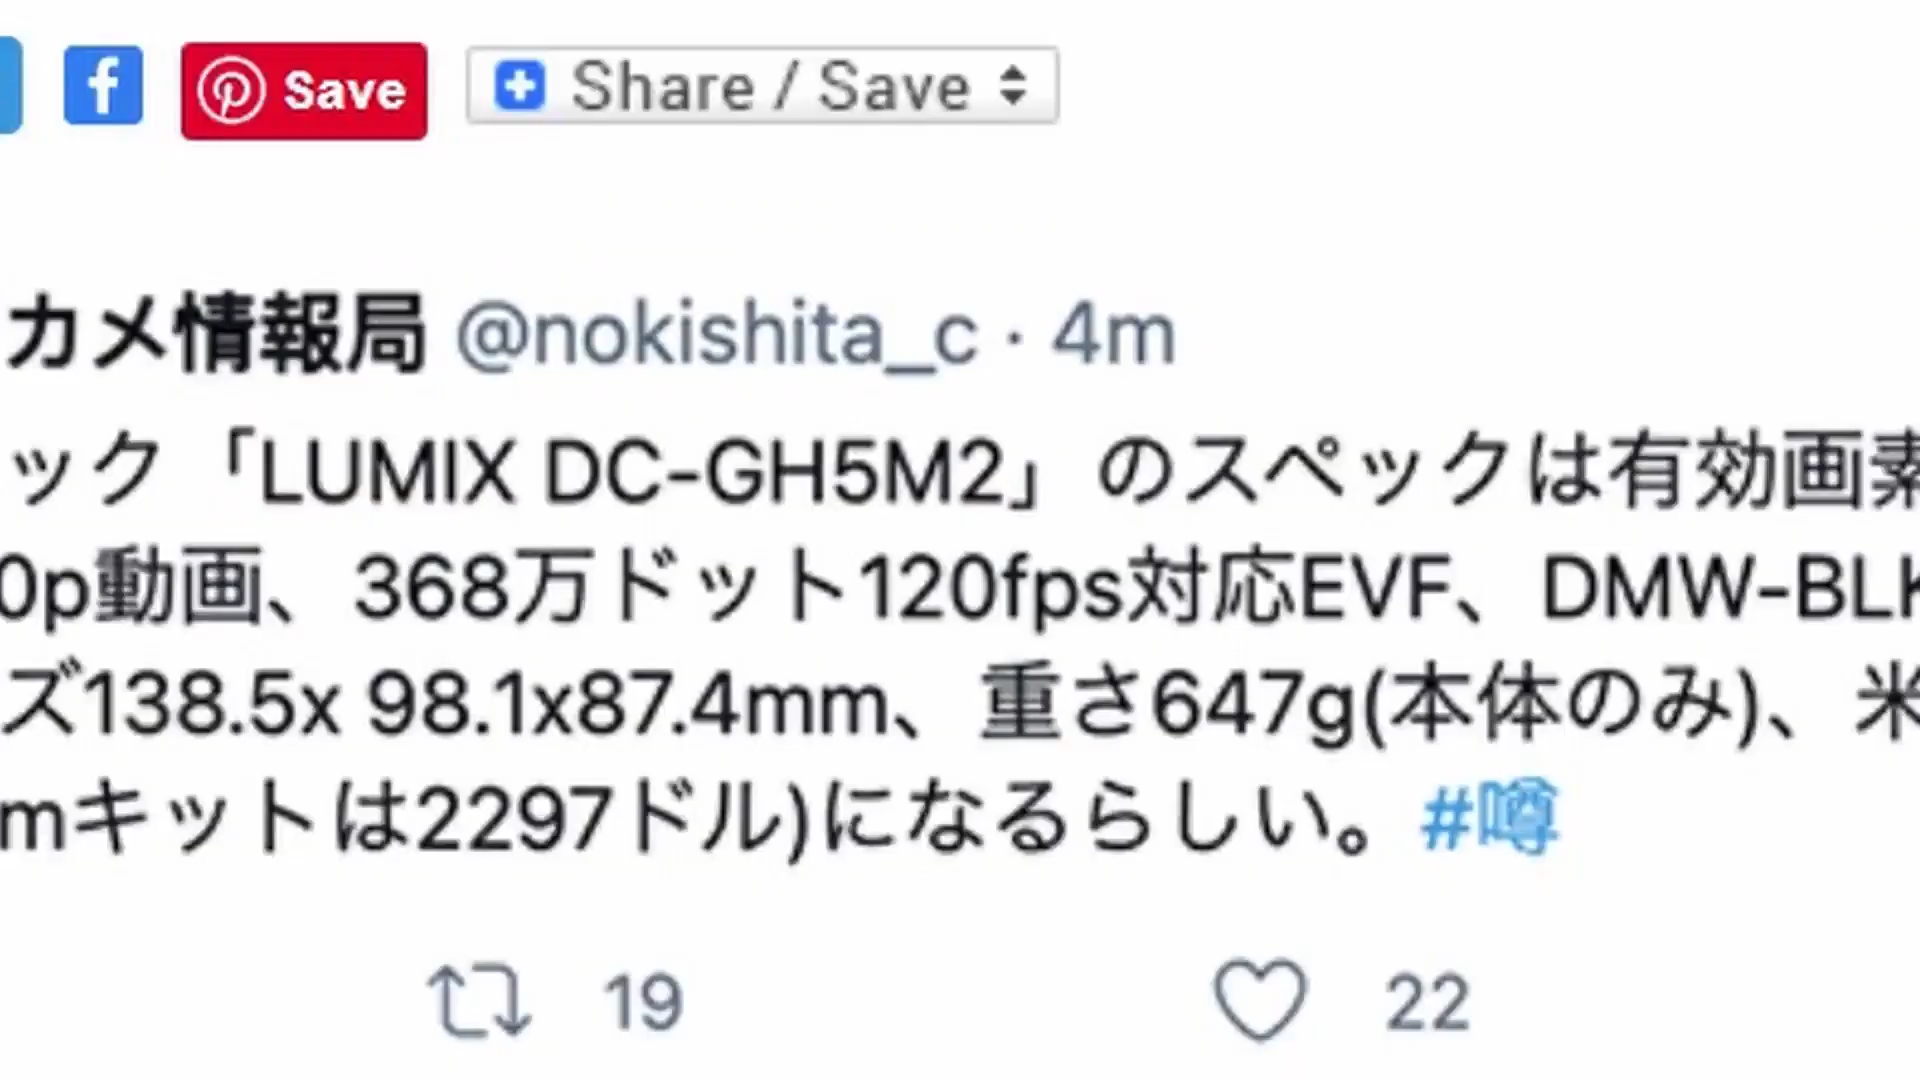 Save
Share / Save
カメ情報局 @nokishita_c · 4m
ック「LUMIX DC-GH5M2」のスペックは有効画素
0p動画、368万ドット120fps対応EVF、DMW-BLK
ズ138.5x 98.1x87.4mm、重さ647g(本体のみ)、米
mキットは2297ドル)になるらしい。#噂
19
22